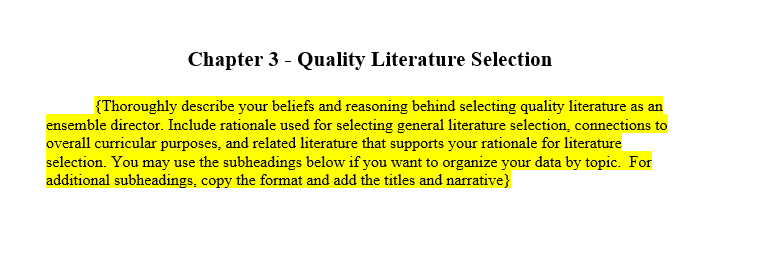 Chapter 3 - Quality Literature Selection
{Thoroughly describe your beliefs and reasoning behind selecting quality literature as an
ensemble director. Include rationale used for selecting general literature selection, connections to
overall curricular purposes, and related literature that supports your rationale for literature
selection. You may use the subheadings below if you want to organize your data by topic.  For
additional subheadings, copy the format and add the titles and narrative}